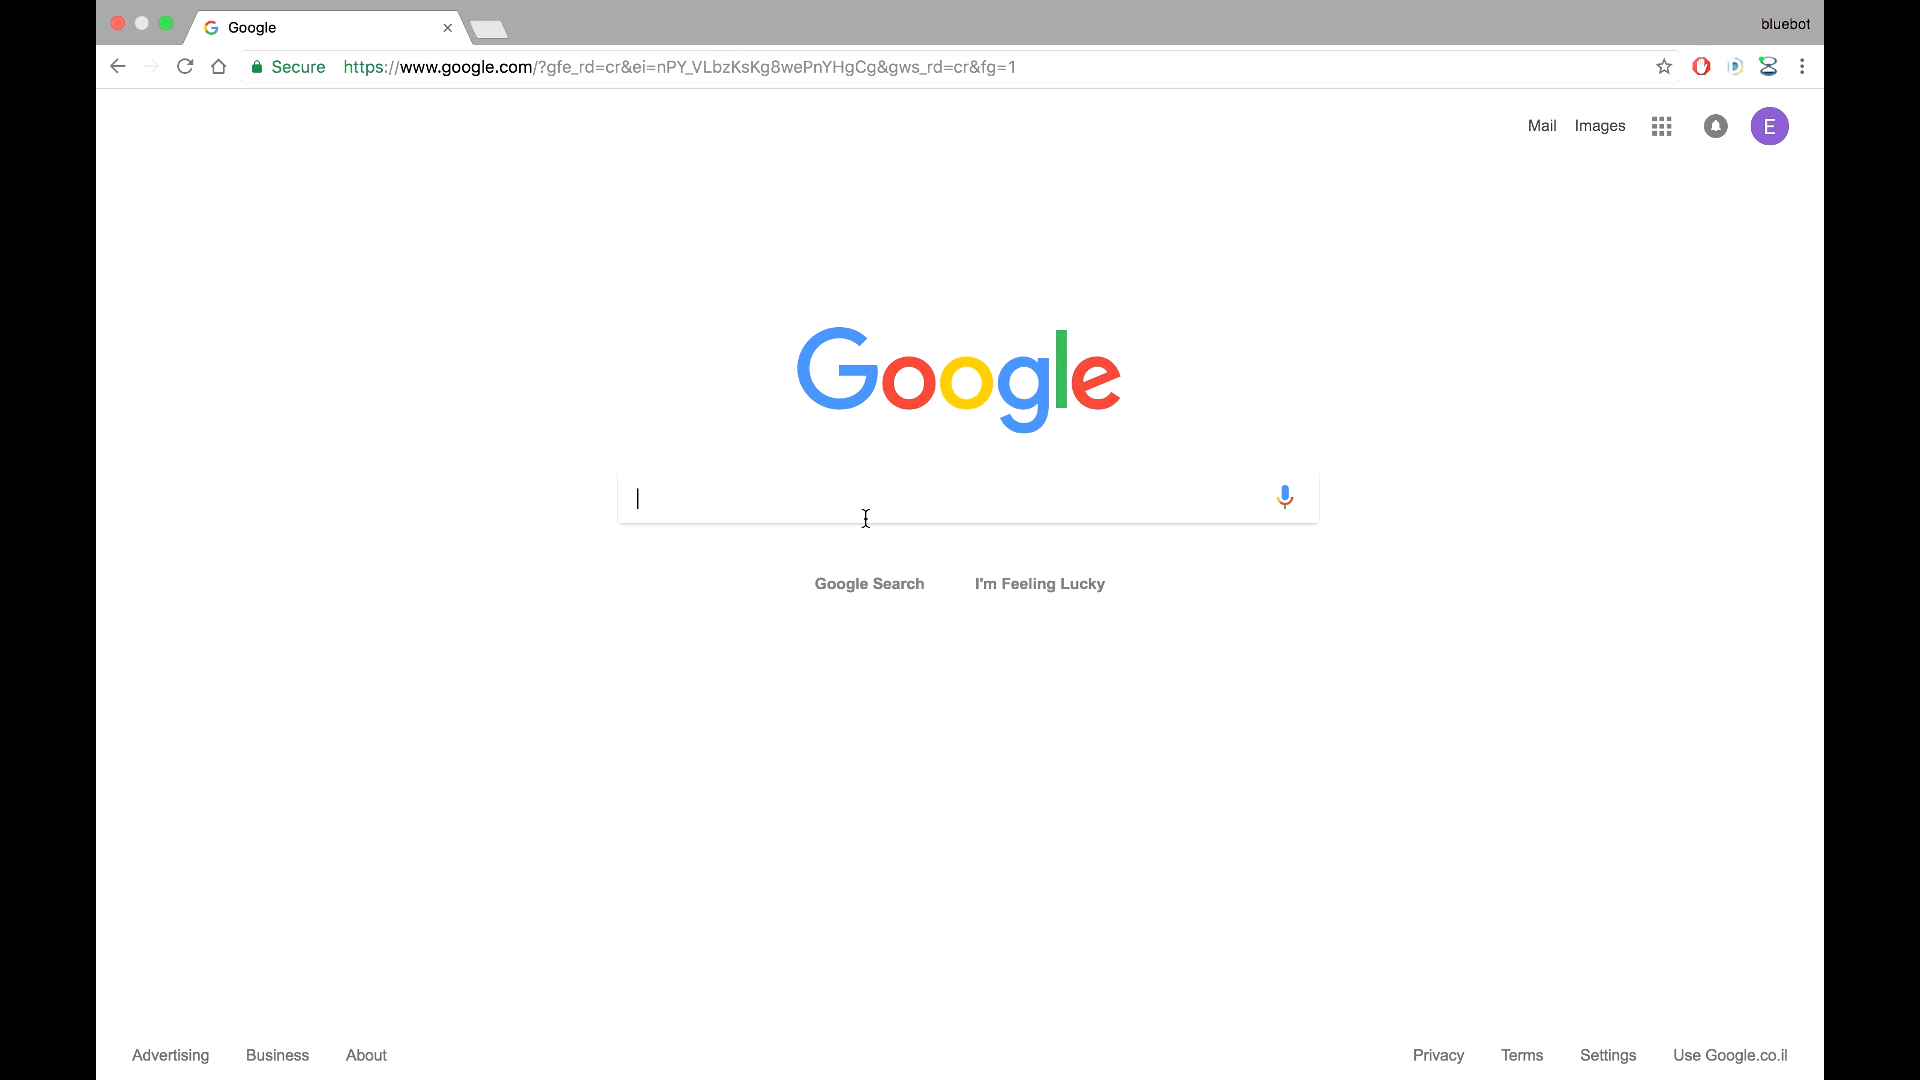 Google
bluebot
Secure https://www.google.com/?gfe_rd=cr&ei=nPY_VLbzKsKg8wePnYHgCg&gws_rd=cr&fg=1
Mail Images E
Google
Google Search I'm Feeling Lucky
Advertising Business About Privacy Terms Settings Use Google.co.il